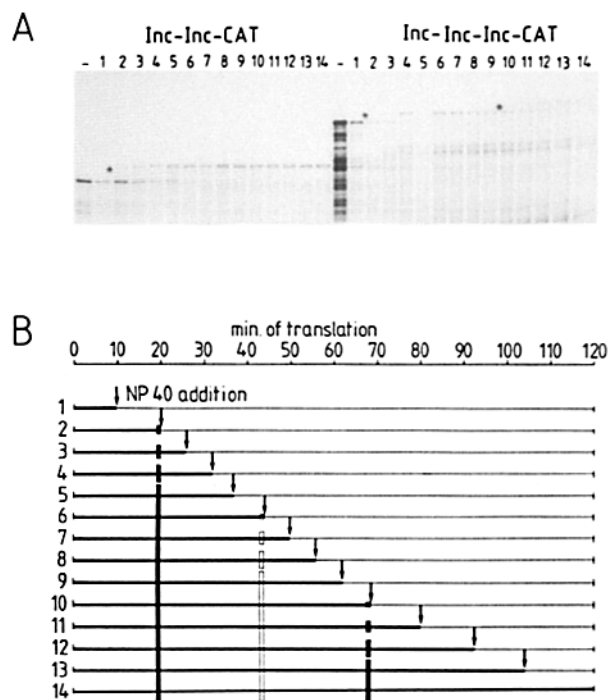 A
Inc-Inc-CAT
Inc-Inc-Inc-CAT
- 1 2 3 4 5 6 7 8 9 10 11 12 13 14
- 1 2 3 4 5 6 7 8 9 10 11 12 13 14
*
*
*
B
min. of translation
0 10 20 30 40 50 60 70 80 90 100 110 120
NP 40 addition
1
2
3
4
5
6
7
8
9
10
11
12
13
14